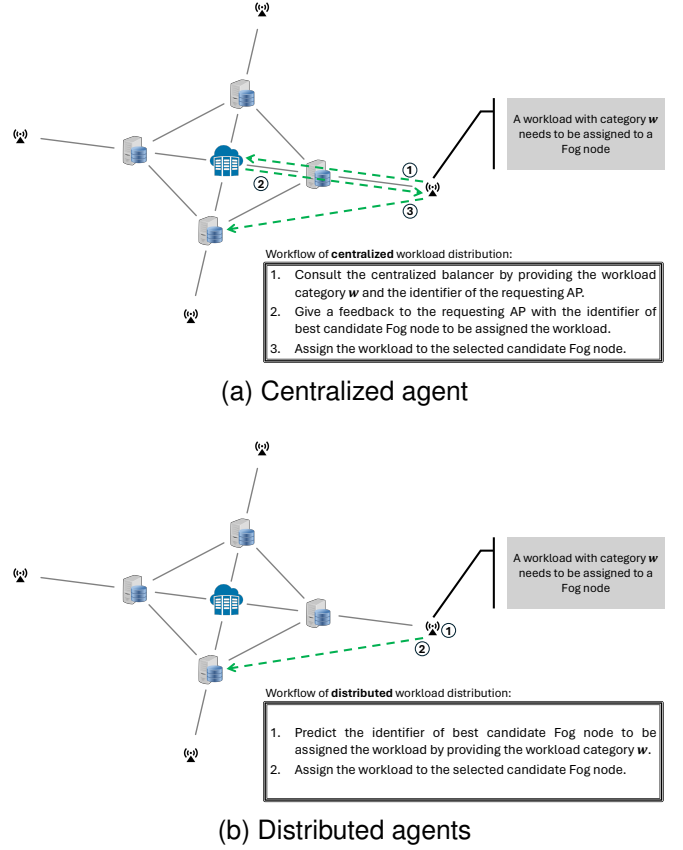 A workload with category w
needs to be assigned to a
Fog node
1
2
3
Workflow of centralized workload distribution:
1. Consult the centralized balancer by providing the workload
category w and the identifier of the requesting AP.
2. Give a feedback to the requesting AP with the identifier of
best candidate Fog node to be assigned the workload.
3. Assign the workload to the selected candidate Fog node.
(a) Centralized agent
A workload with category w
needs to be assigned to a
Fog node
1
2
Workflow of distributed workload distribution:
1. Predict the identifier of best candidate Fog node to be
assigned the workload by providing the workload category w.
2. Assign the workload to the selected candidate Fog node.
(b) Distributed agents